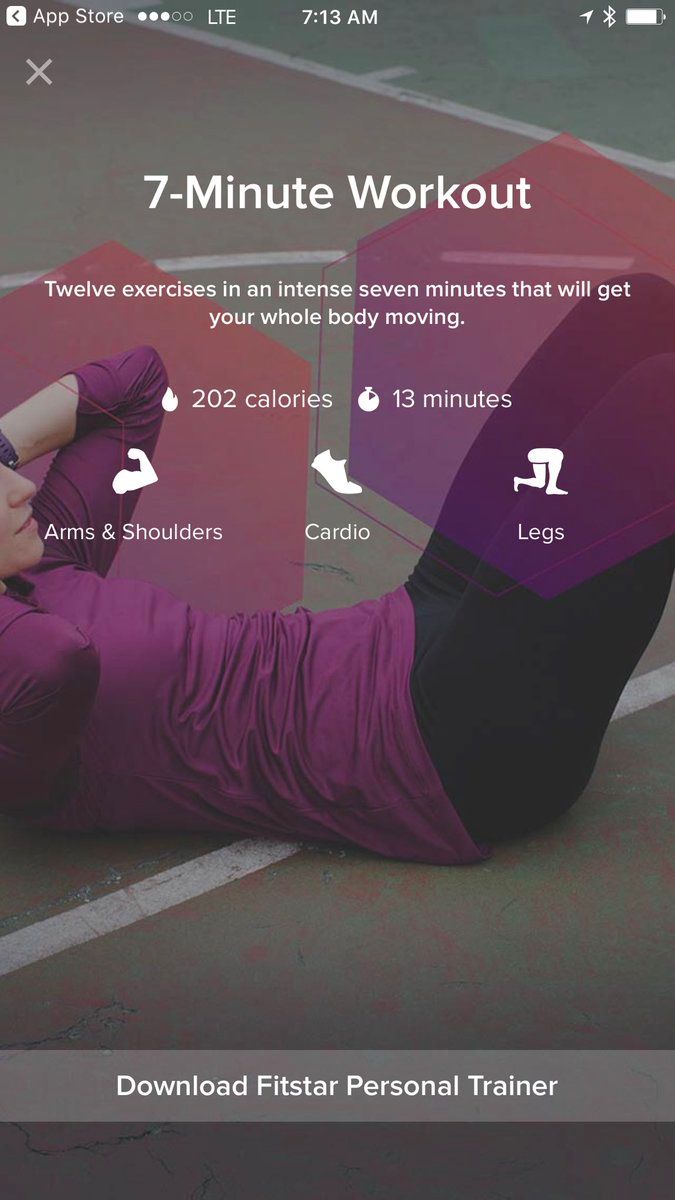 App Store LTE 7:13 AM
7-Minute Workout
Twelve exercises in an intense seven minutes that will get
your whole body moving.
202 calories 13 minutes
Arms & Shoulders Cardio Legs
Download Fitstar Personal Trainer